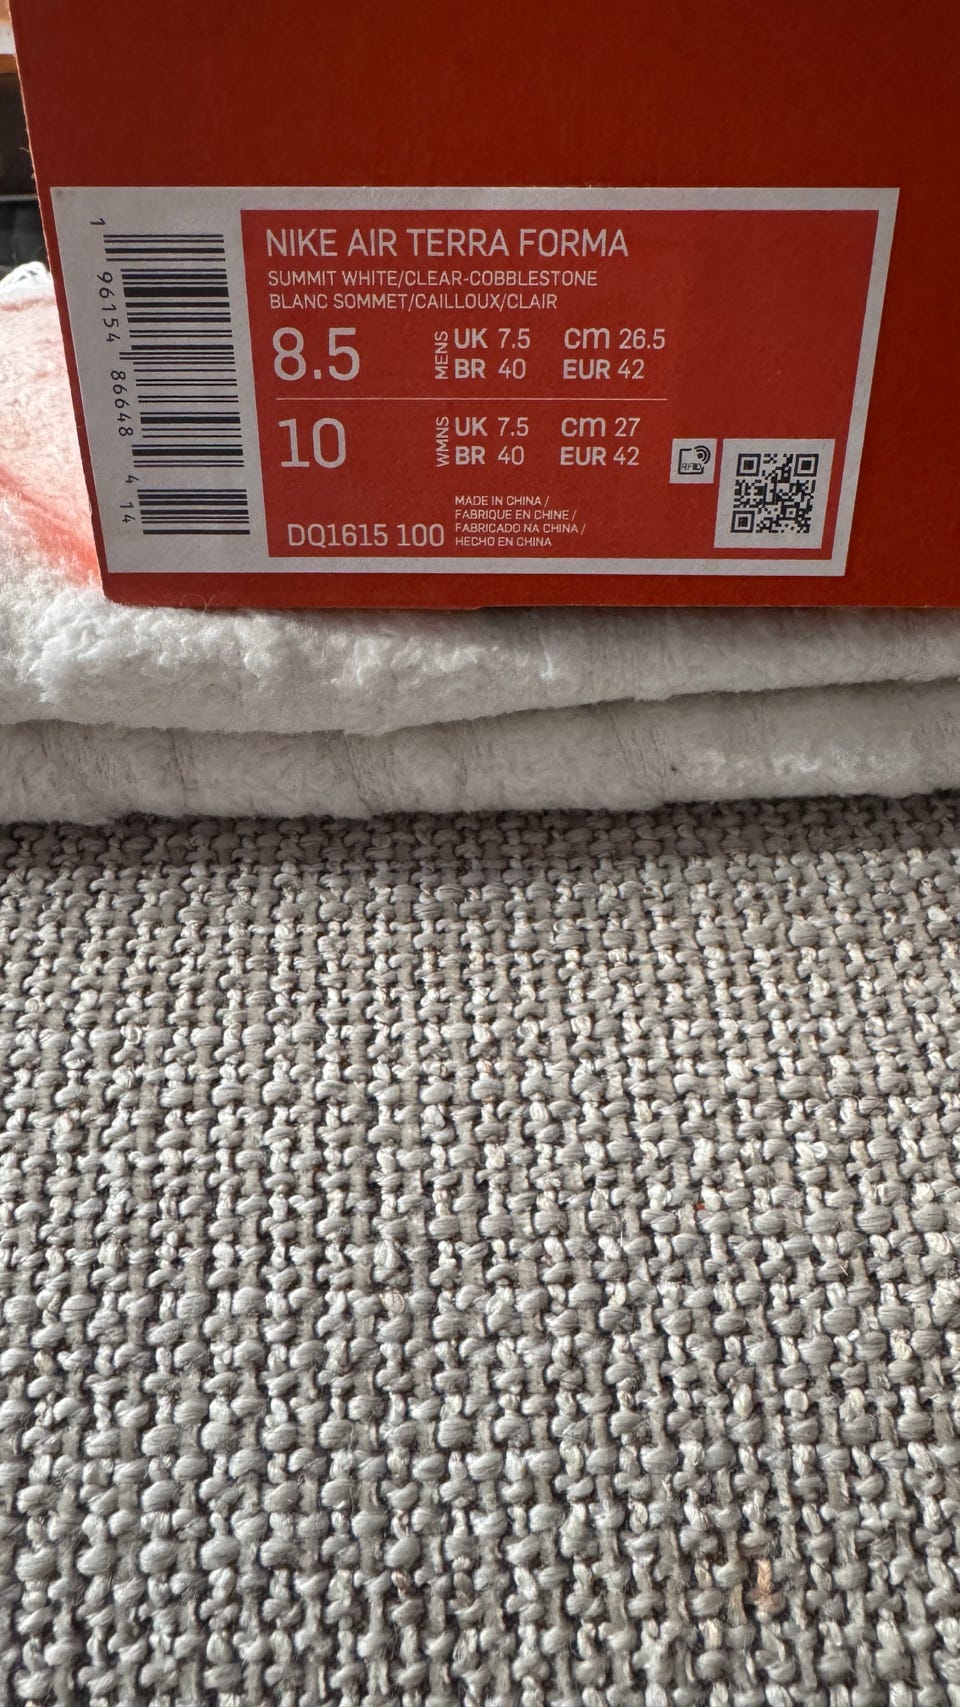 1 96154 86648 4 14
NIKE AIR TERRA FORMA
SUMMIT WHITE/CLEAR-COBBLESTONE
BLANC SOMMET/CAILLOUX/CLAIR
8.5 MENS UK 7.5 cm 26.5
BR 40 EUR 42
10 WMNS UK 7.5 cm 27
BR 40 EUR 42
RFID
DQ1615 100
MADE IN CHINA /
FABRIQUE EN CHINE /
FABRICADO NA CHINA /
HECHO EN CHINA